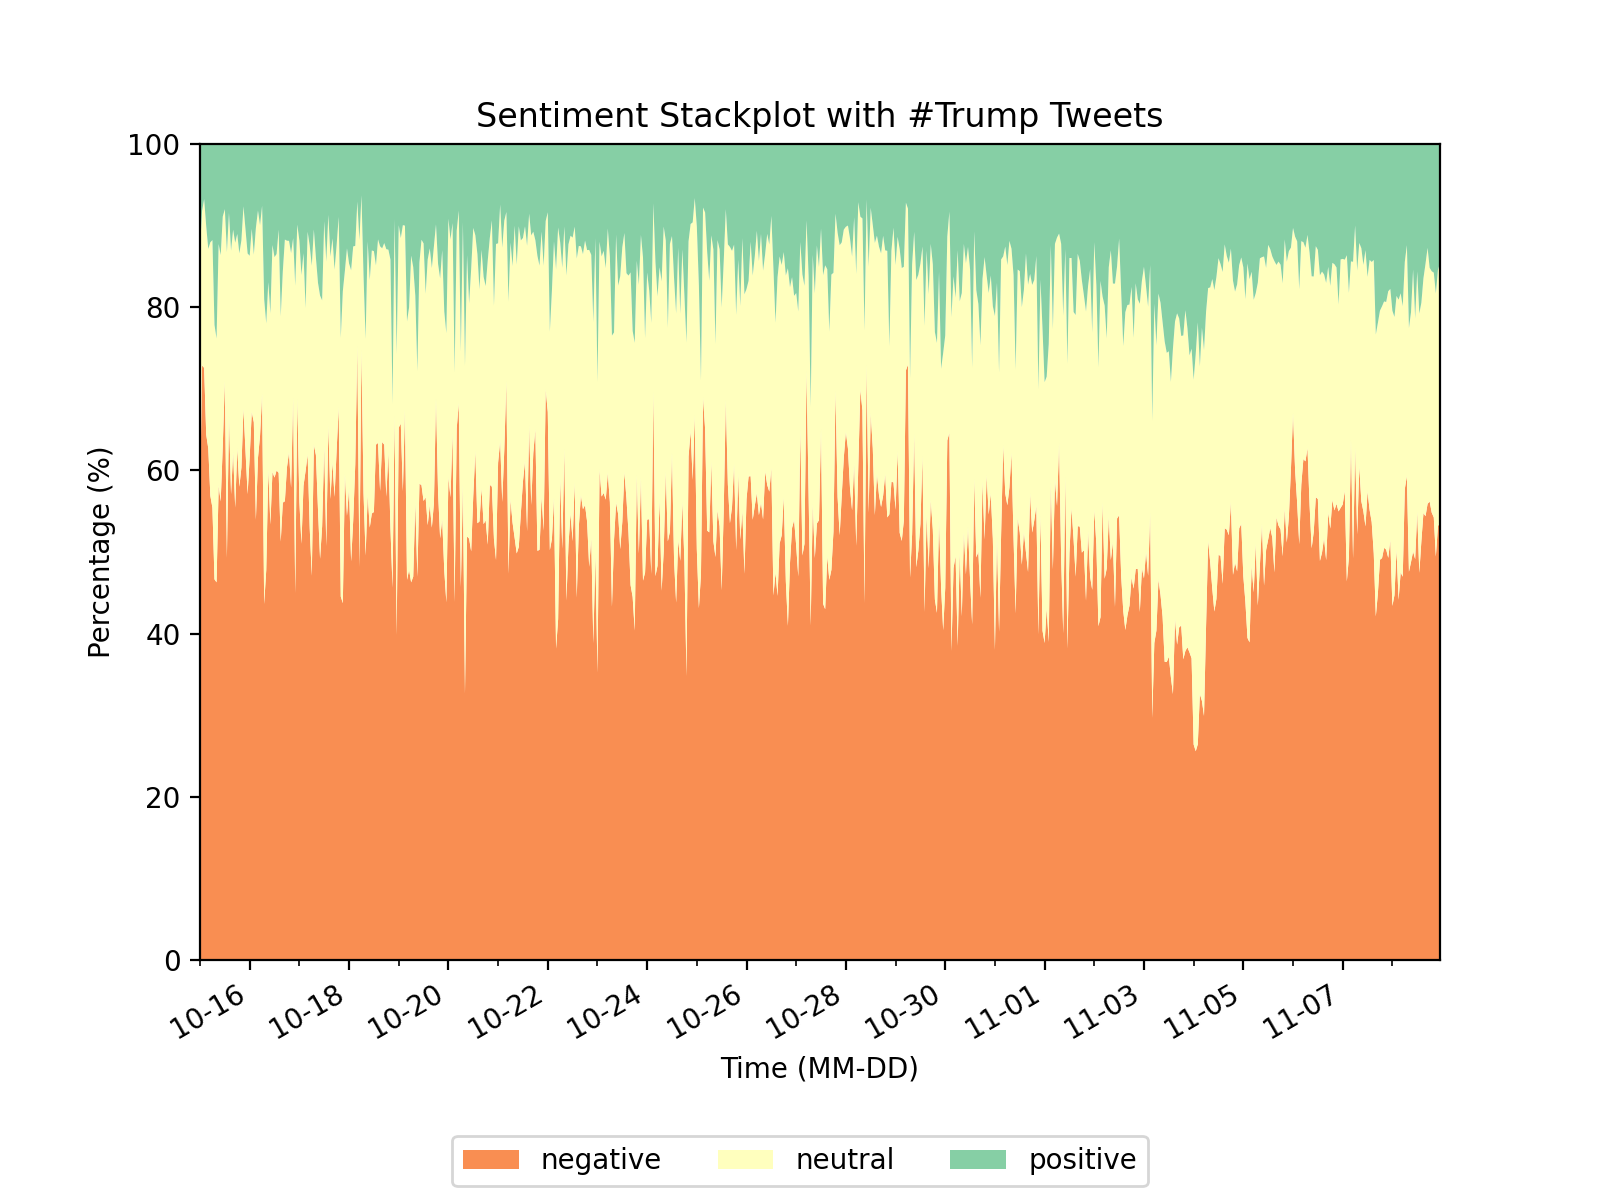 Sentiment Stackplot with #Trump Tweets
100
80
60
40
20
0
Percentage (%)
10-16 10-18 10-20 10-22 10-24 10-26 10-28 10-30 11-01 11-03 11-05 11-07
Time (MM-DD)
negative neutral positive